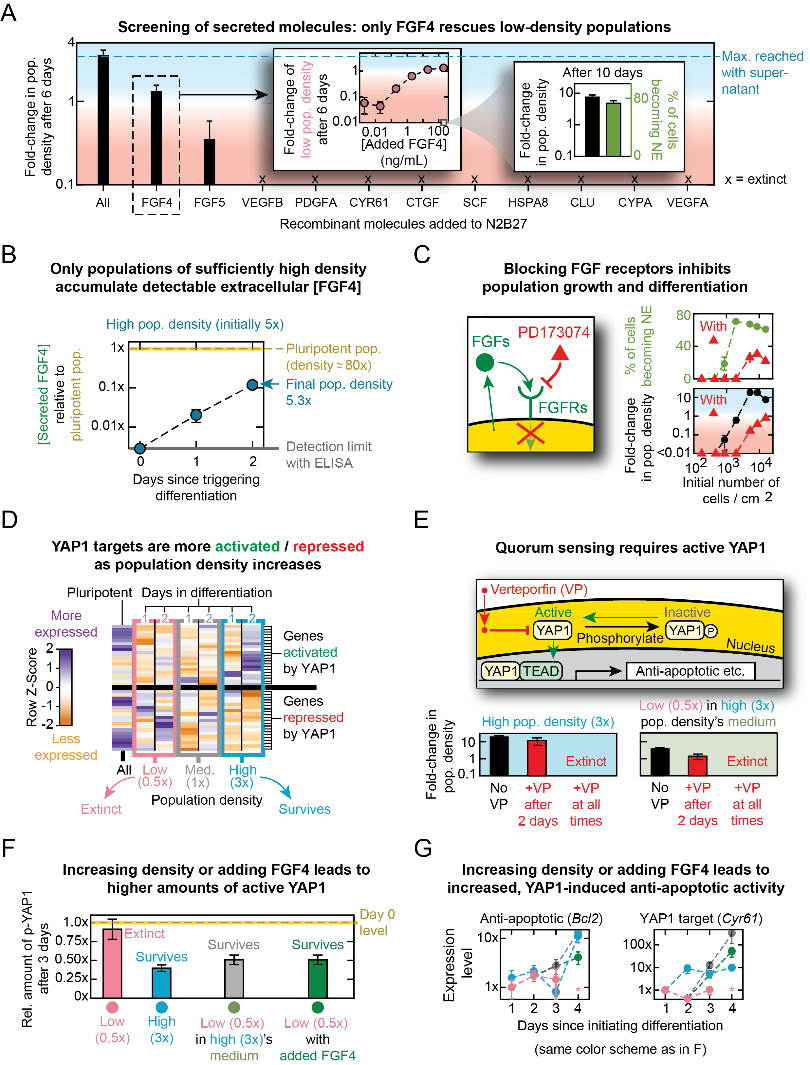 A
Screening of secreted molecules: only FGF4 rescues low-density populations
Fold-change in pop.
density after 6 days
4
1
0.1
Max. reached
with super-
natant
Fold-change of
low pop. density
after 6 days
1
0.1
0.01
0.01
1
100
[Added FGF4]
(ng/mL)
After 10 days
Fold-change
in pop. density
10
1
0.1
80
0
% of cells
becoming NE
x x x x x x x x x
x = extinct
All FGF4 FGF5 VEGFB PDGFA CYR61 CTGF SCF HSPA8 CLU CYPA VEGFA
Recombinant molecules added to N2B27
B
Only populations of sufficiently high density
accumulate detectable extracellular [FGF4]
High pop. density (initially 5x)
[Secreted FGF4]
relative to
pluripotent pop.
1x
0.1x
0.01x
Pluripotent pop.
(density ≈ 80x)
Final pop. density
5.3x
Detection limit
with ELISA
0 1 2
Days since triggering
differentiation
C
Blocking FGF receptors inhibits
population growth and differentiation
FGFs
PD173074
FGFRs
% of cells
becoming NE
80
40
0
With
Fold-change
in pop. density
10
1
0.1
<0.01
With
10² 10³ 10⁴
Initial number of
cells / cm 2
D
YAP1 targets are more activated / repressed
as population density increases
Pluripotent
Days in differentiation
1 2 1 2 1 2
More
expressed
Row Z-Score
2
1
0
-1
-2
Less
expressed
Genes
activated
by YAP1
Genes
repressed
by YAP1
All
Low
(0.5x)
Med.
(1x)
High
(3x)
Extinct
Population density
Survives
E
Quorum sensing requires active YAP1
Verteporfin (VP)
Active
Inactive
YAP1
Phosphorylate
YAP1
P
Nucleus
YAP1 TEAD
Anti-apoptotic etc.
Fold-change in
pop. density
High pop. density (3x)
10
1
0.1
Extinct
No
VP
+VP
after
2 days
+VP
at all
times
Low (0.5x) in high (3x)
pop. density's medium
10
1
0.1
Extinct
No
VP
+VP
after
2 days
+VP
at all
times
F
Increasing density or adding FGF4 leads to
higher amounts of active YAP1
Rel. amount of p-YAP1
after 3 days
1.0x
0.75x
0.50x
0.25x
0x
Day 0
level
Extinct
Survives
Survives
Survives
Low
(0.5x)
High
(3x)
Low (0.5x)
in high (3x)'s
medium
Low (0.5x)
with
added FGF4
G
Increasing density or adding FGF4 leads to
increased, YAP1-induced anti-apoptotic activity
Anti-apoptotic (Bcl2)
Expression
level
10x
1x
*
1 2 3 4
YAP1 target (Cyr61)
100x
10x
1x
*
1 2 3 4
Days since initiating differentiation
(same color scheme as in F)